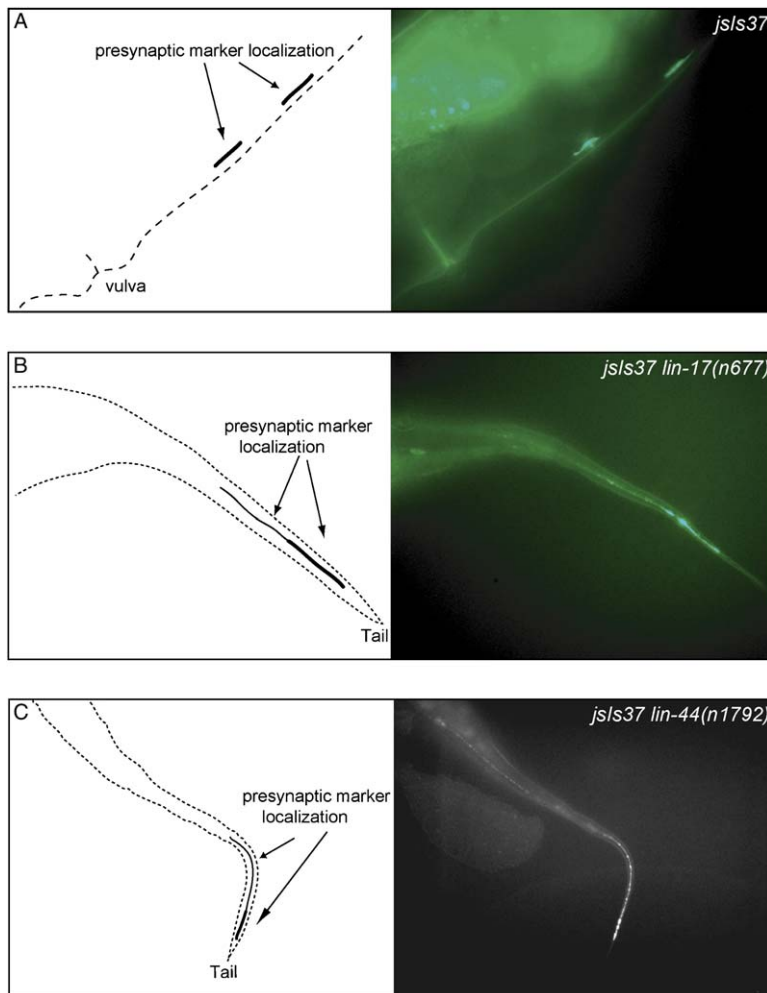 A
presynaptic marker localization
vulva
jsIs37
B
presynaptic marker
localization
Tail
jsIs37 lin-17(n677)
C
presynaptic marker
localization
Tail
jsIs37 lin-44(n1792)